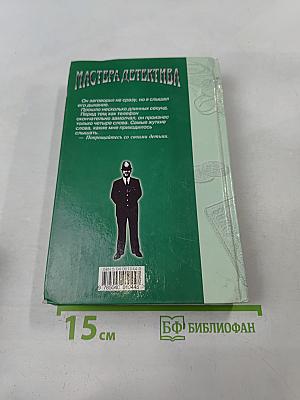 МАСТЕРА ДЕТЕКТИВА
Он заговорил не сразу, но я слышал
его дыхание.
Прошло несколько длинных секунд.
Перед тем как телефон
окончательно замолчал, он произнес
только четыре слова. Самые жуткие
слова, какие мне приходилось
слышать.
— Попрощайтесь со своими детьми.
15 см
БФ БИБЛИОФАН